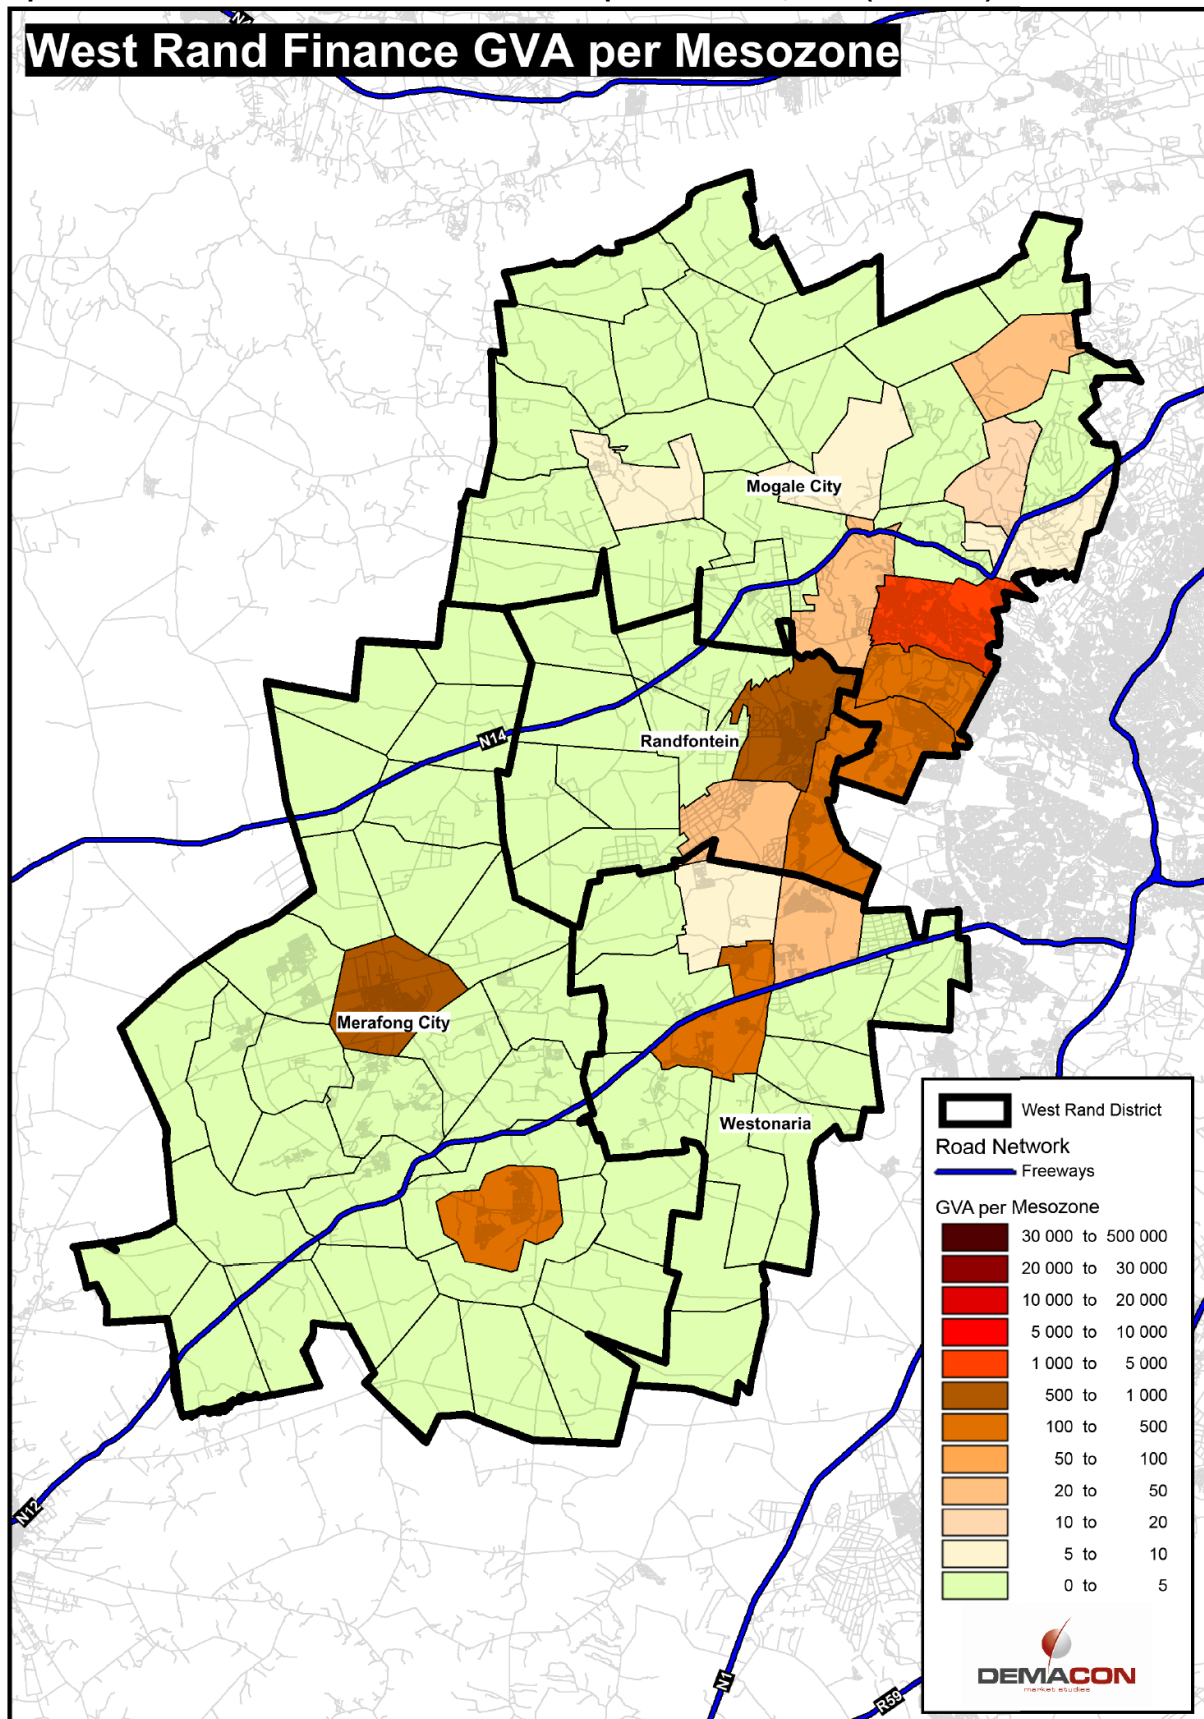 West Rand Finance GVA per Mesozone
Mogale City
N14
Randfontein
Merafong City
Westonaria
N12
N1
R59
West Rand District
Road Network
Freeways
GVA per Mesozone
30 000 to 500 000
20 000 to 30 000
10 000 to 20 000
5 000 to 10 000
1 000 to 5 000
500 to 1 000
100 to 500
50 to 100
20 to 50
10 to 20
5 to 10
0 to 5
DEMACON
market studies